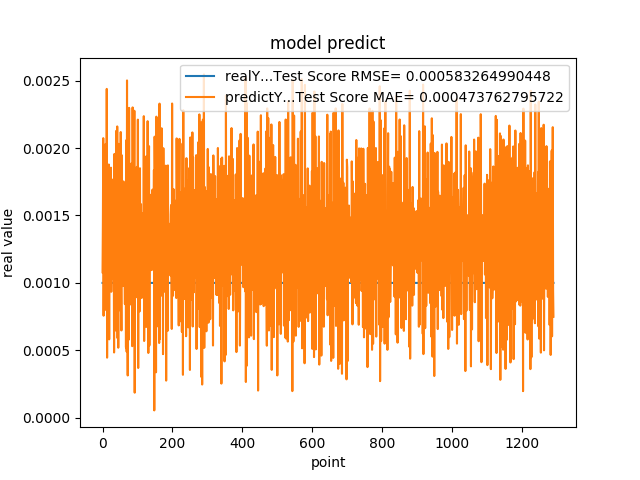 model predict
realY...Test Score RMSE= 0.000583264990448
predictY...Test Score MAE= 0.000473762795722
0.0025
0.0020
0.0015
0.0010
0.0005
0.0000
real value
0 200 400 600 800 1000 1200
point